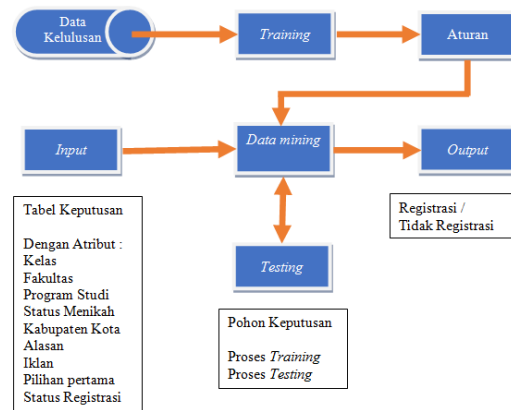 Data
Kelulusan
Training
Aturan
Input
Data mining
Output
Testing
Tabel Keputusan
Dengan Atribut :
Kelas
Fakultas
Program Studi
Status Menikah
Kabupaten Kota
Alasan
Iklan
Pilihan pertama
Status Registrasi
Pohon Keputusan
Proses Training
Proses Testing
Registrasi /
Tidak Registrasi